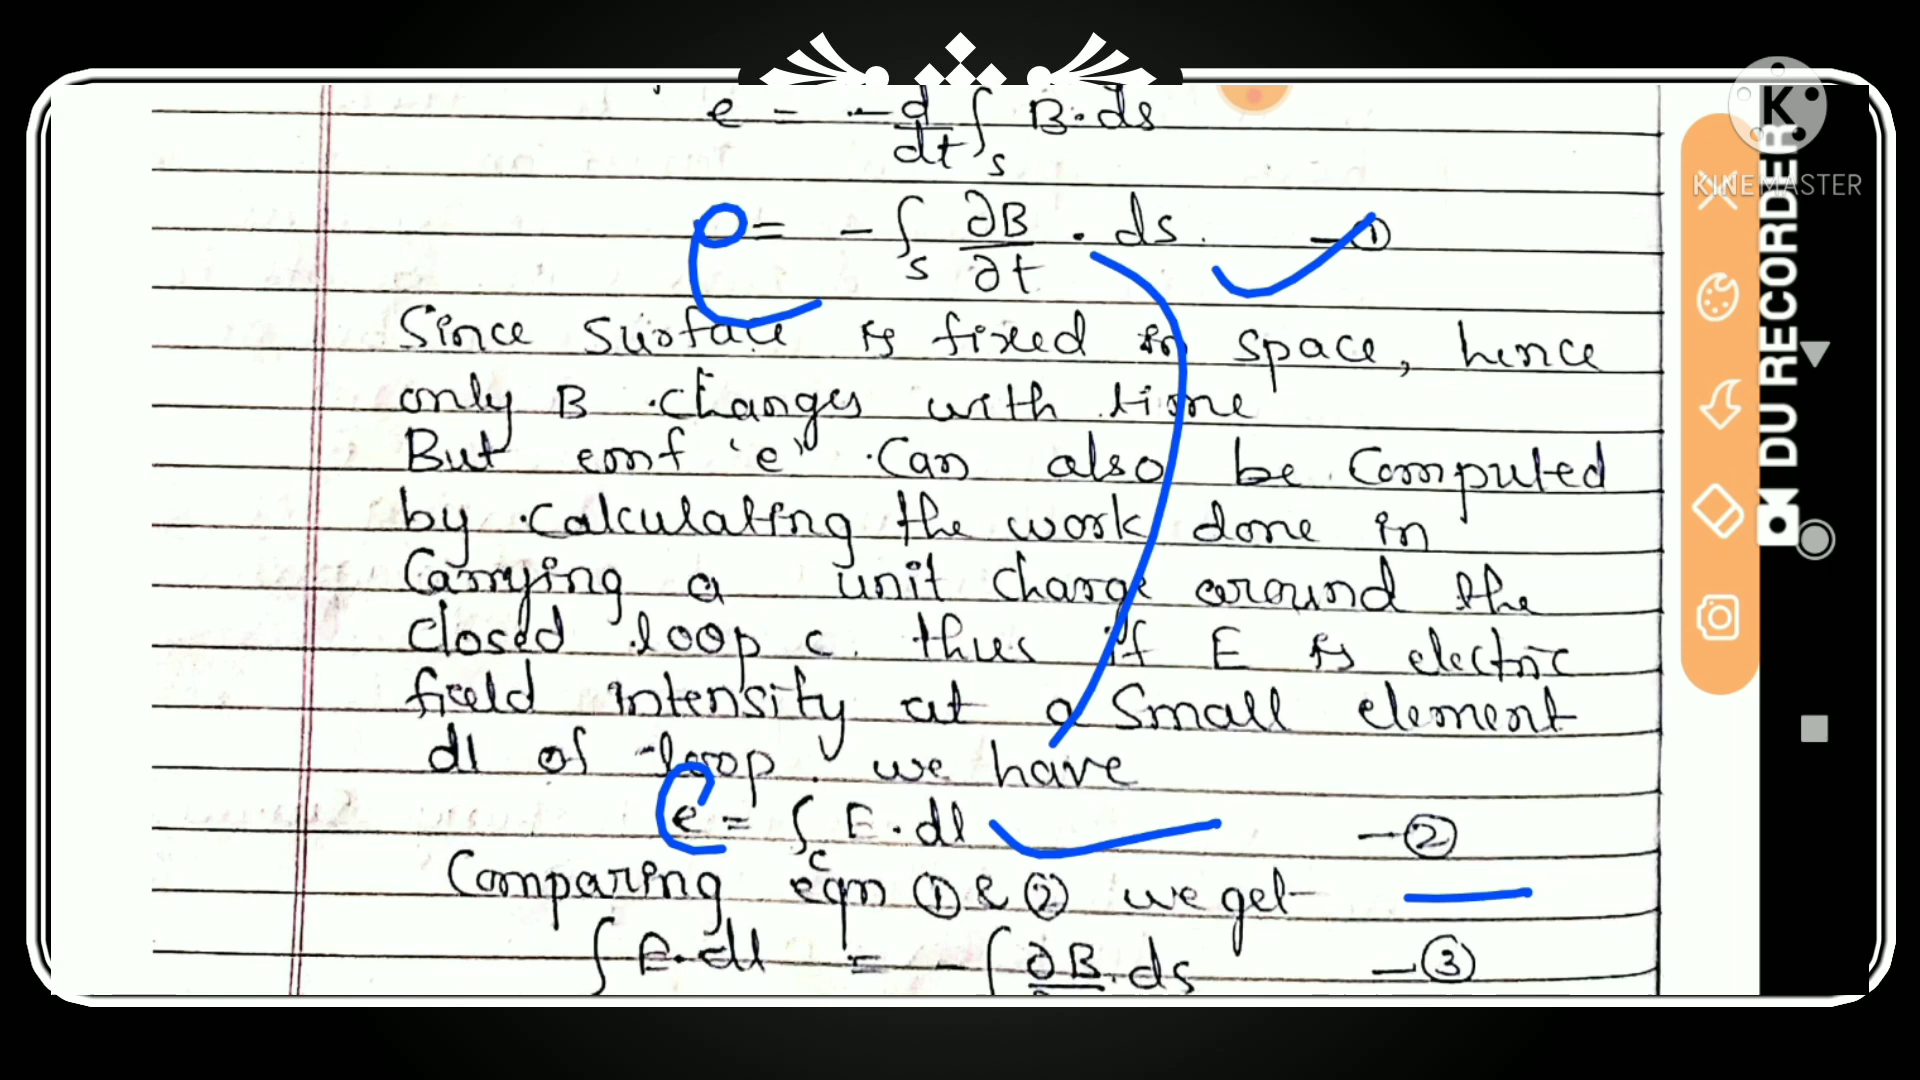 e = - d/dt ∫s B·ds
e = - ∫s ∂B/∂t · ds. —①
Since surface is fixed in space, hence
only B changes with time
But emf 'e' can also be computed
by calculating the work done in
Carrying a unit charge around the
closed loop c. thus if E is electric
field intensity at a small element
dl of loop. we have
e = ∫c E.dl —②
Comparing eqn ① & ② we get
∫ E.dl = - ∫ ∂B.ds —③
K
KINEMASTER
DU RECORDER